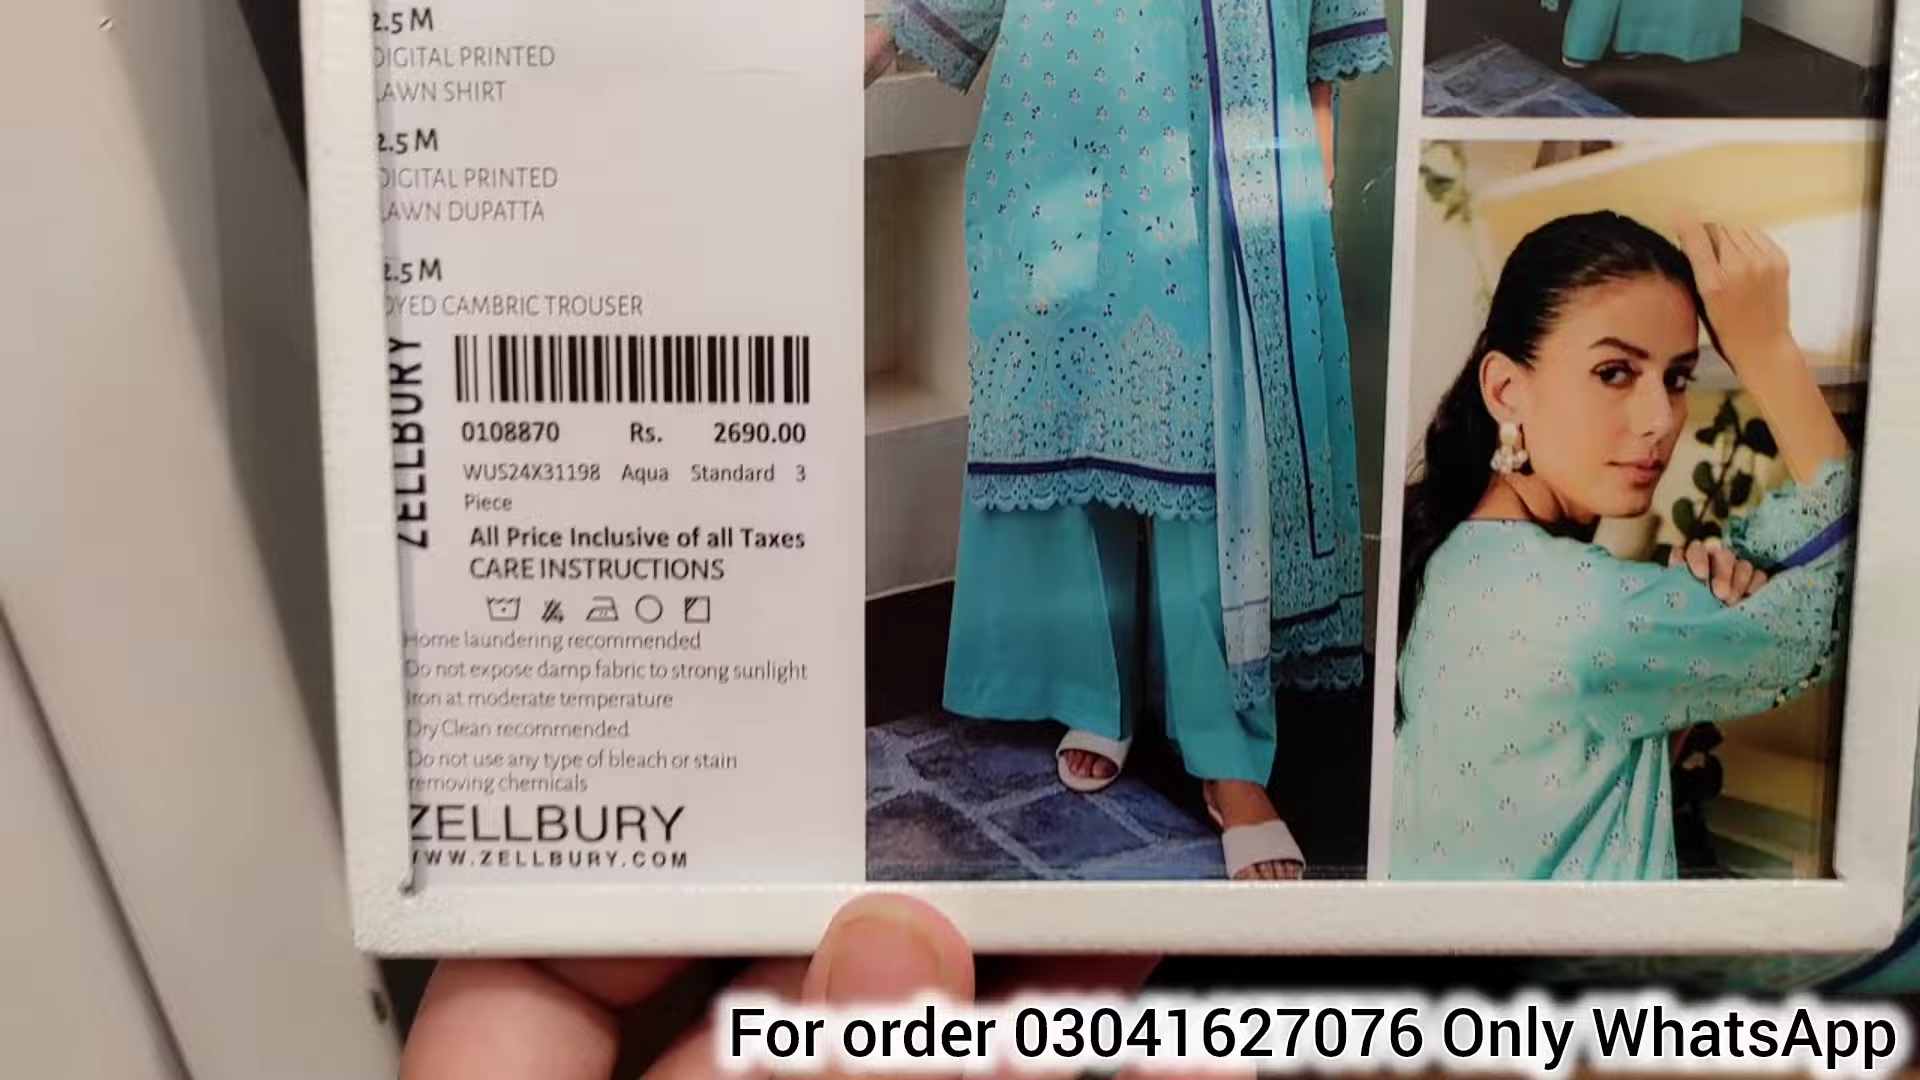 2.5 M
DIGITAL PRINTED
LAWN SHIRT
2.5 M
DIGITAL PRINTED
LAWN DUPATTA
2.5 M
DYED CAMBRIC TROUSER
ZELLBURY
0108870 Rs. 2690.00
WUS24X31198 Aqua Standard 3
Piece
All Price Inclusive of all Taxes
CARE INSTRUCTIONS
Home laundering recommended
Do not expose damp fabric to strong sunlight
Iron at moderate temperature
Dry Clean recommended
Do not use any type of bleach or stain
removing chemicals
ZELLBURY
WWW.ZELLBURY.COM
For order 03041627076 Only WhatsApp